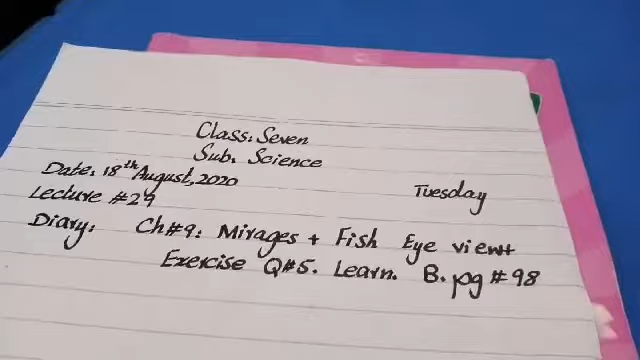 Class: Seven
Sub. Science
Date: 18th August, 2020 Tuesday
Lecture #29
Diary: Ch#9: Mirages + Fish Eye view+
Exercise Q#5. Learn. B. pg # 98